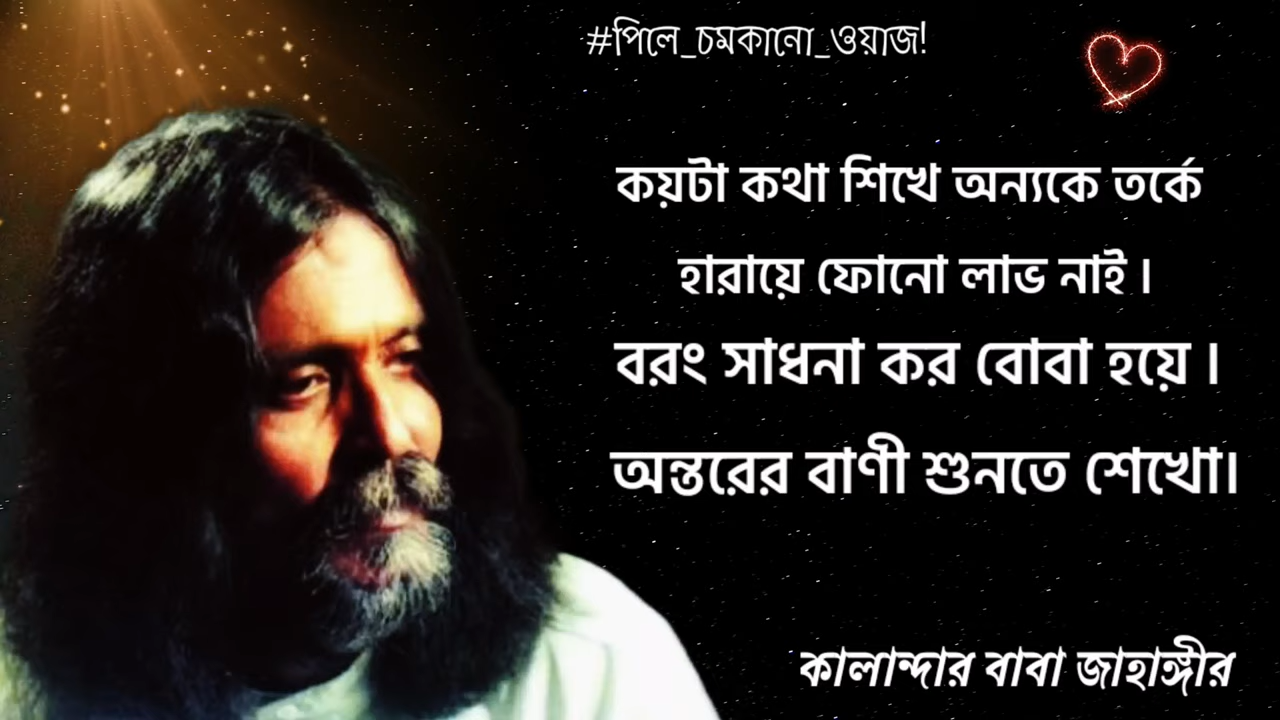 #পিলে_চমকানো_ওয়াজ!
কয়টা কথা শিখে অন্যকে তর্কে
হারায়ে ফোনো লাভ নাই ।
বরং সাধনা কর বোবা হয়ে ।
অন্তরের বাণী শুনতে শেখো।
কালান্দার বাবা জাহাঙ্গীর